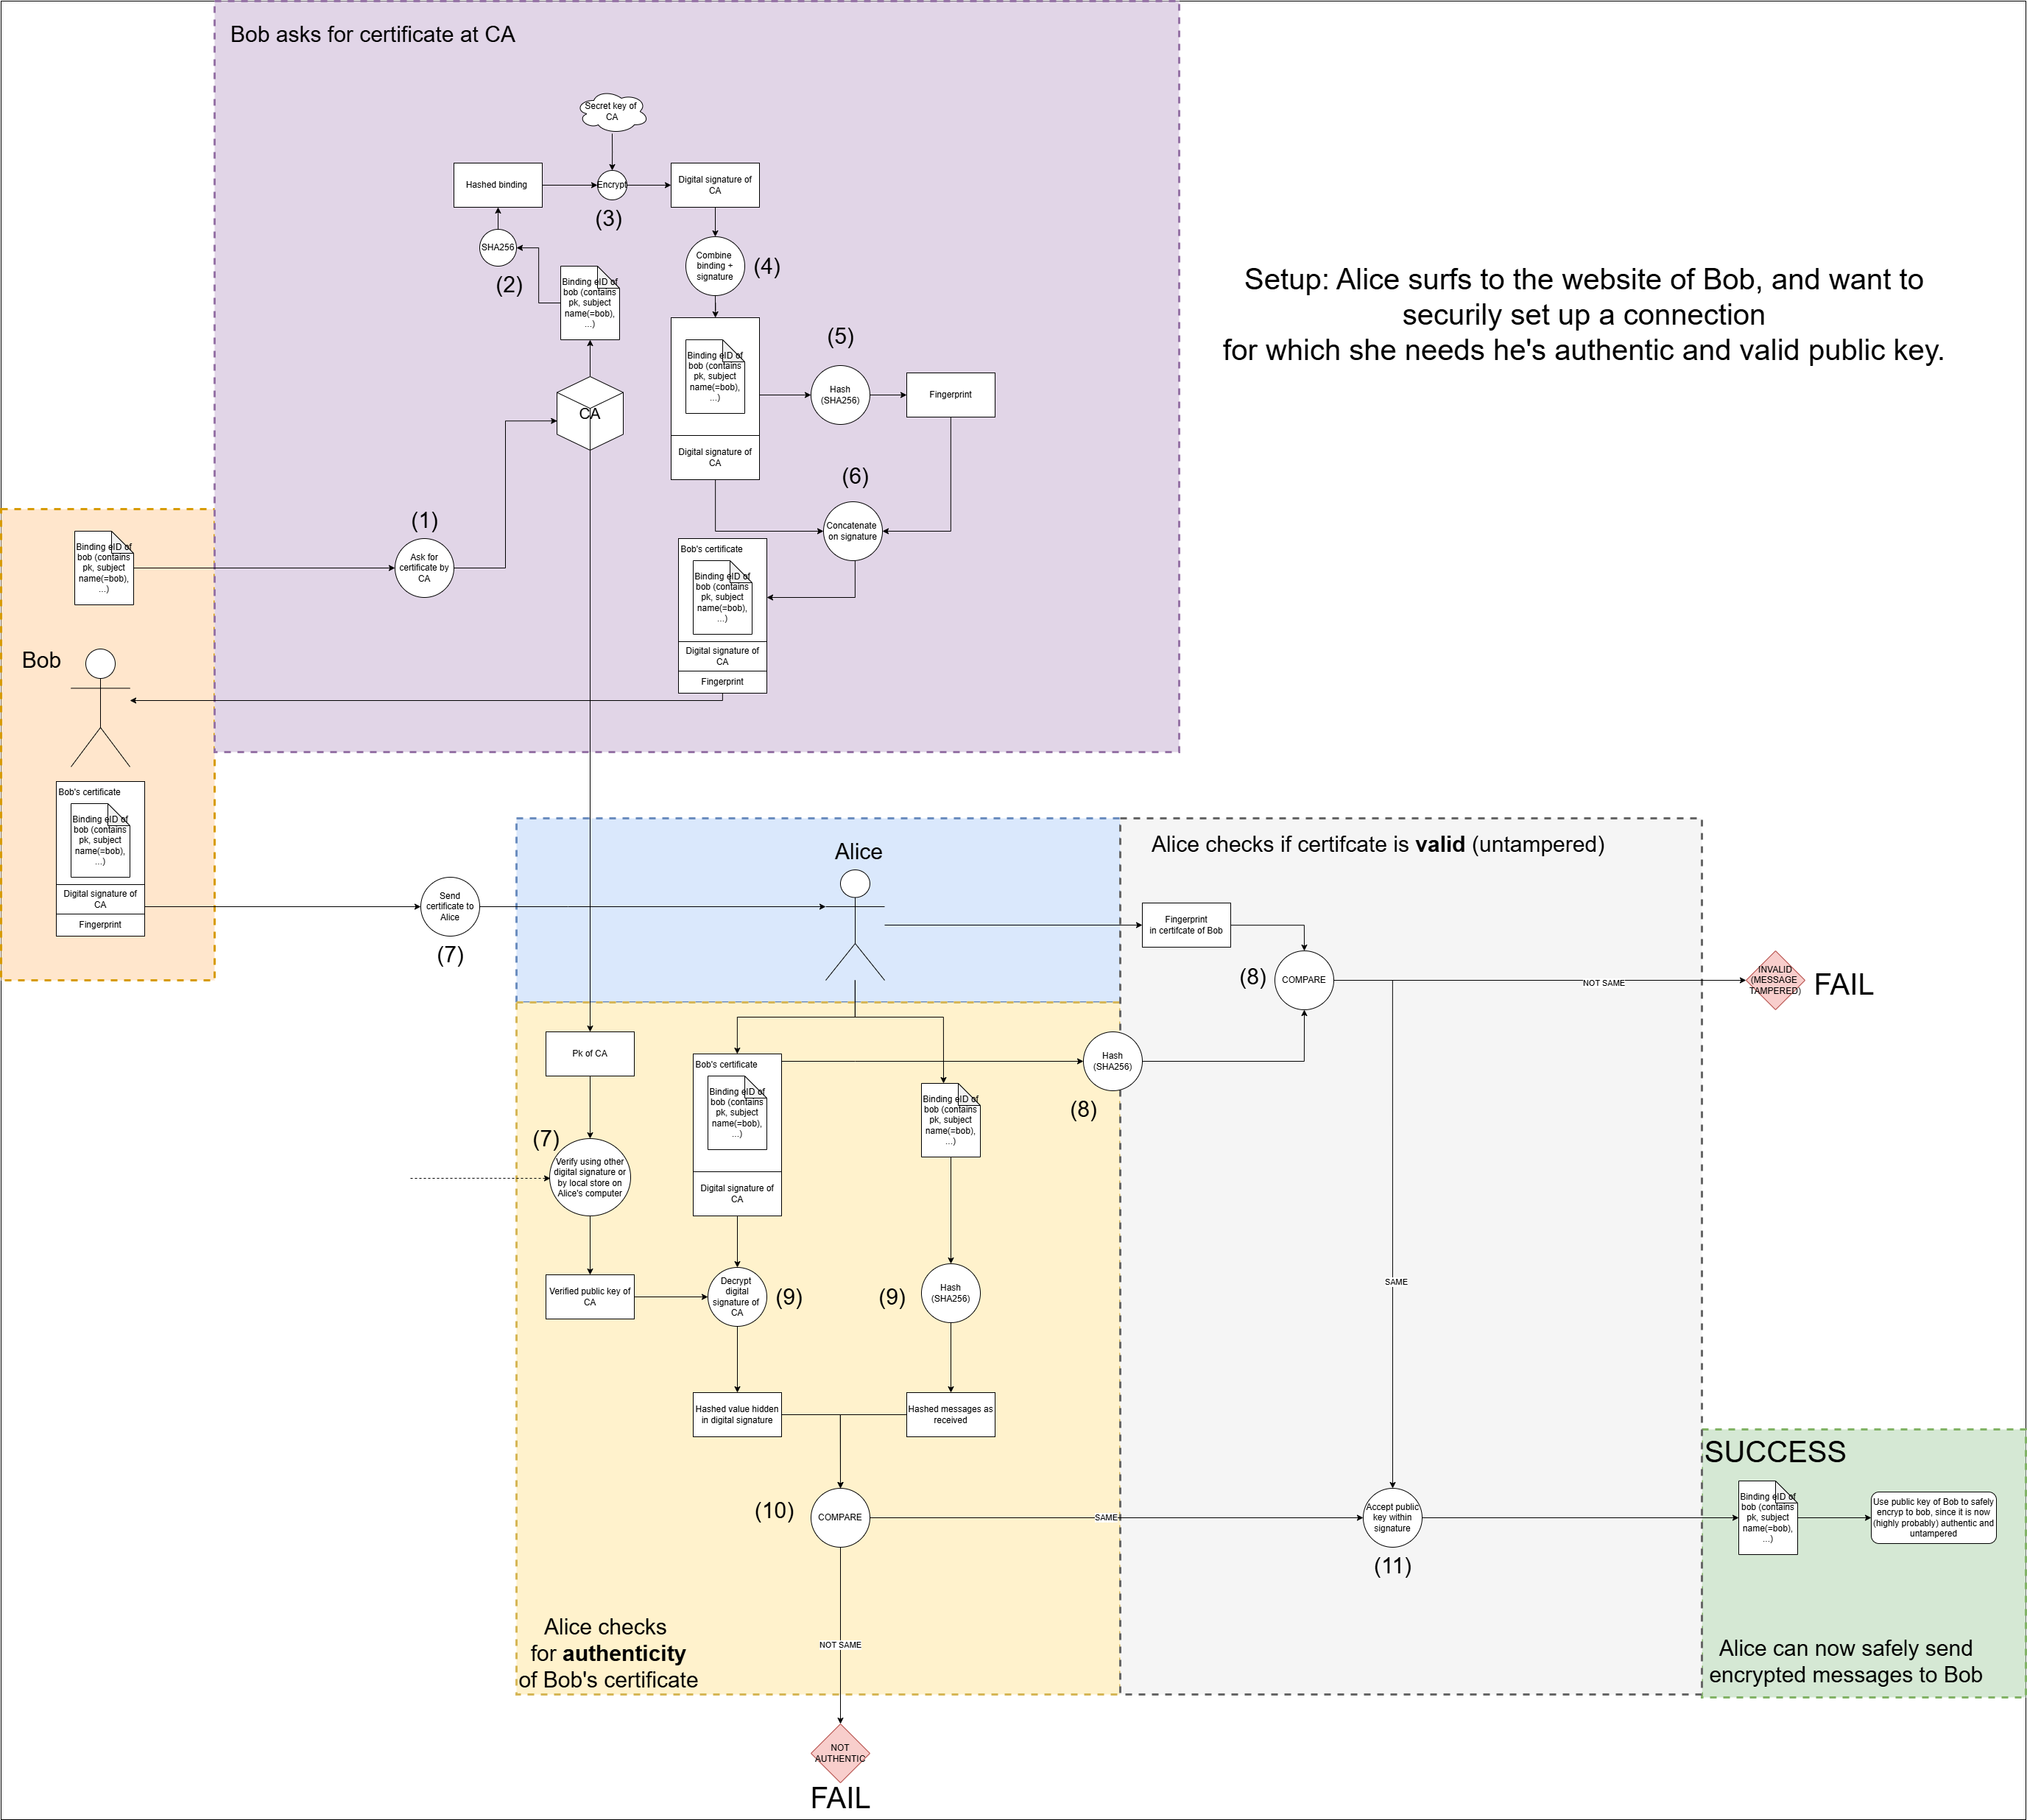 Bob asks for certificate at CA
Secret key of
CA
Hashed binding
Encrypt
Digital signature of
CA
(3)
SHA256
(2)
Combine
binding +
signature
(4)
Binding eID of
bob (contains
pk, subject
name(=bob),
...)
Setup: Alice surfs to the website of Bob, and want to
securily set up a connection
for which she needs he's authentic and valid public key.
Binding eID of
bob (contains
pk, subject
name(=bob),
...)
Digital signature of
CA
(5)
Hash
(SHA256)
Fingerprint
CA
(6)
Concatenate
on signature
(1)
Ask for
certificate by
CA
Binding eID of
bob (contains
pk, subject
name(=bob),
...)
Bob's certificate
Binding eID of
bob (contains
pk, subject
name(=bob),
...)
Digital signature of
CA
Fingerprint
Bob
Bob's certificate
Binding eID of
bob (contains
pk, subject
name(=bob),
...)
Digital signature of
CA
Fingerprint
Send
certificate to
Alice
(7)
Alice
Alice checks if certifcate is valid (untampered)
Fingerprint
in certifcate of Bob
(8)
COMPARE
NOT SAME
INVALID
(MESSAGE
TAMPERED)
FAIL
Pk of CA
Bob's certificate
Binding eID of
bob (contains
pk, subject
name(=bob),
...)
Digital signature of
CA
Hash
(SHA256)
(8)
Binding eID of
bob (contains
pk, subject
name(=bob),
...)
(7)
Verify using other
digital signature or
by local store on
Alice's computer
Verified public key of
CA
Decrypt
digital
signature of
CA
(9)
(9)
Hash
(SHA256)
SAME
Hashed value hidden
in digital signature
Hashed messages as
received
(10)
COMPARE
SAME
Accept public
key within
signature
(11)
SUCCESS
Binding eID of
bob (contains
pk, subject
name(=bob),
...)
Use public key of Bob to safely
encryp to bob, since it is now
(highly probably) authentic and
untampered
Alice checks
for authenticity
of Bob's certificate
NOT SAME
Alice can now safely send
encrypted messages to Bob
NOT
AUTHENTIC
FAIL